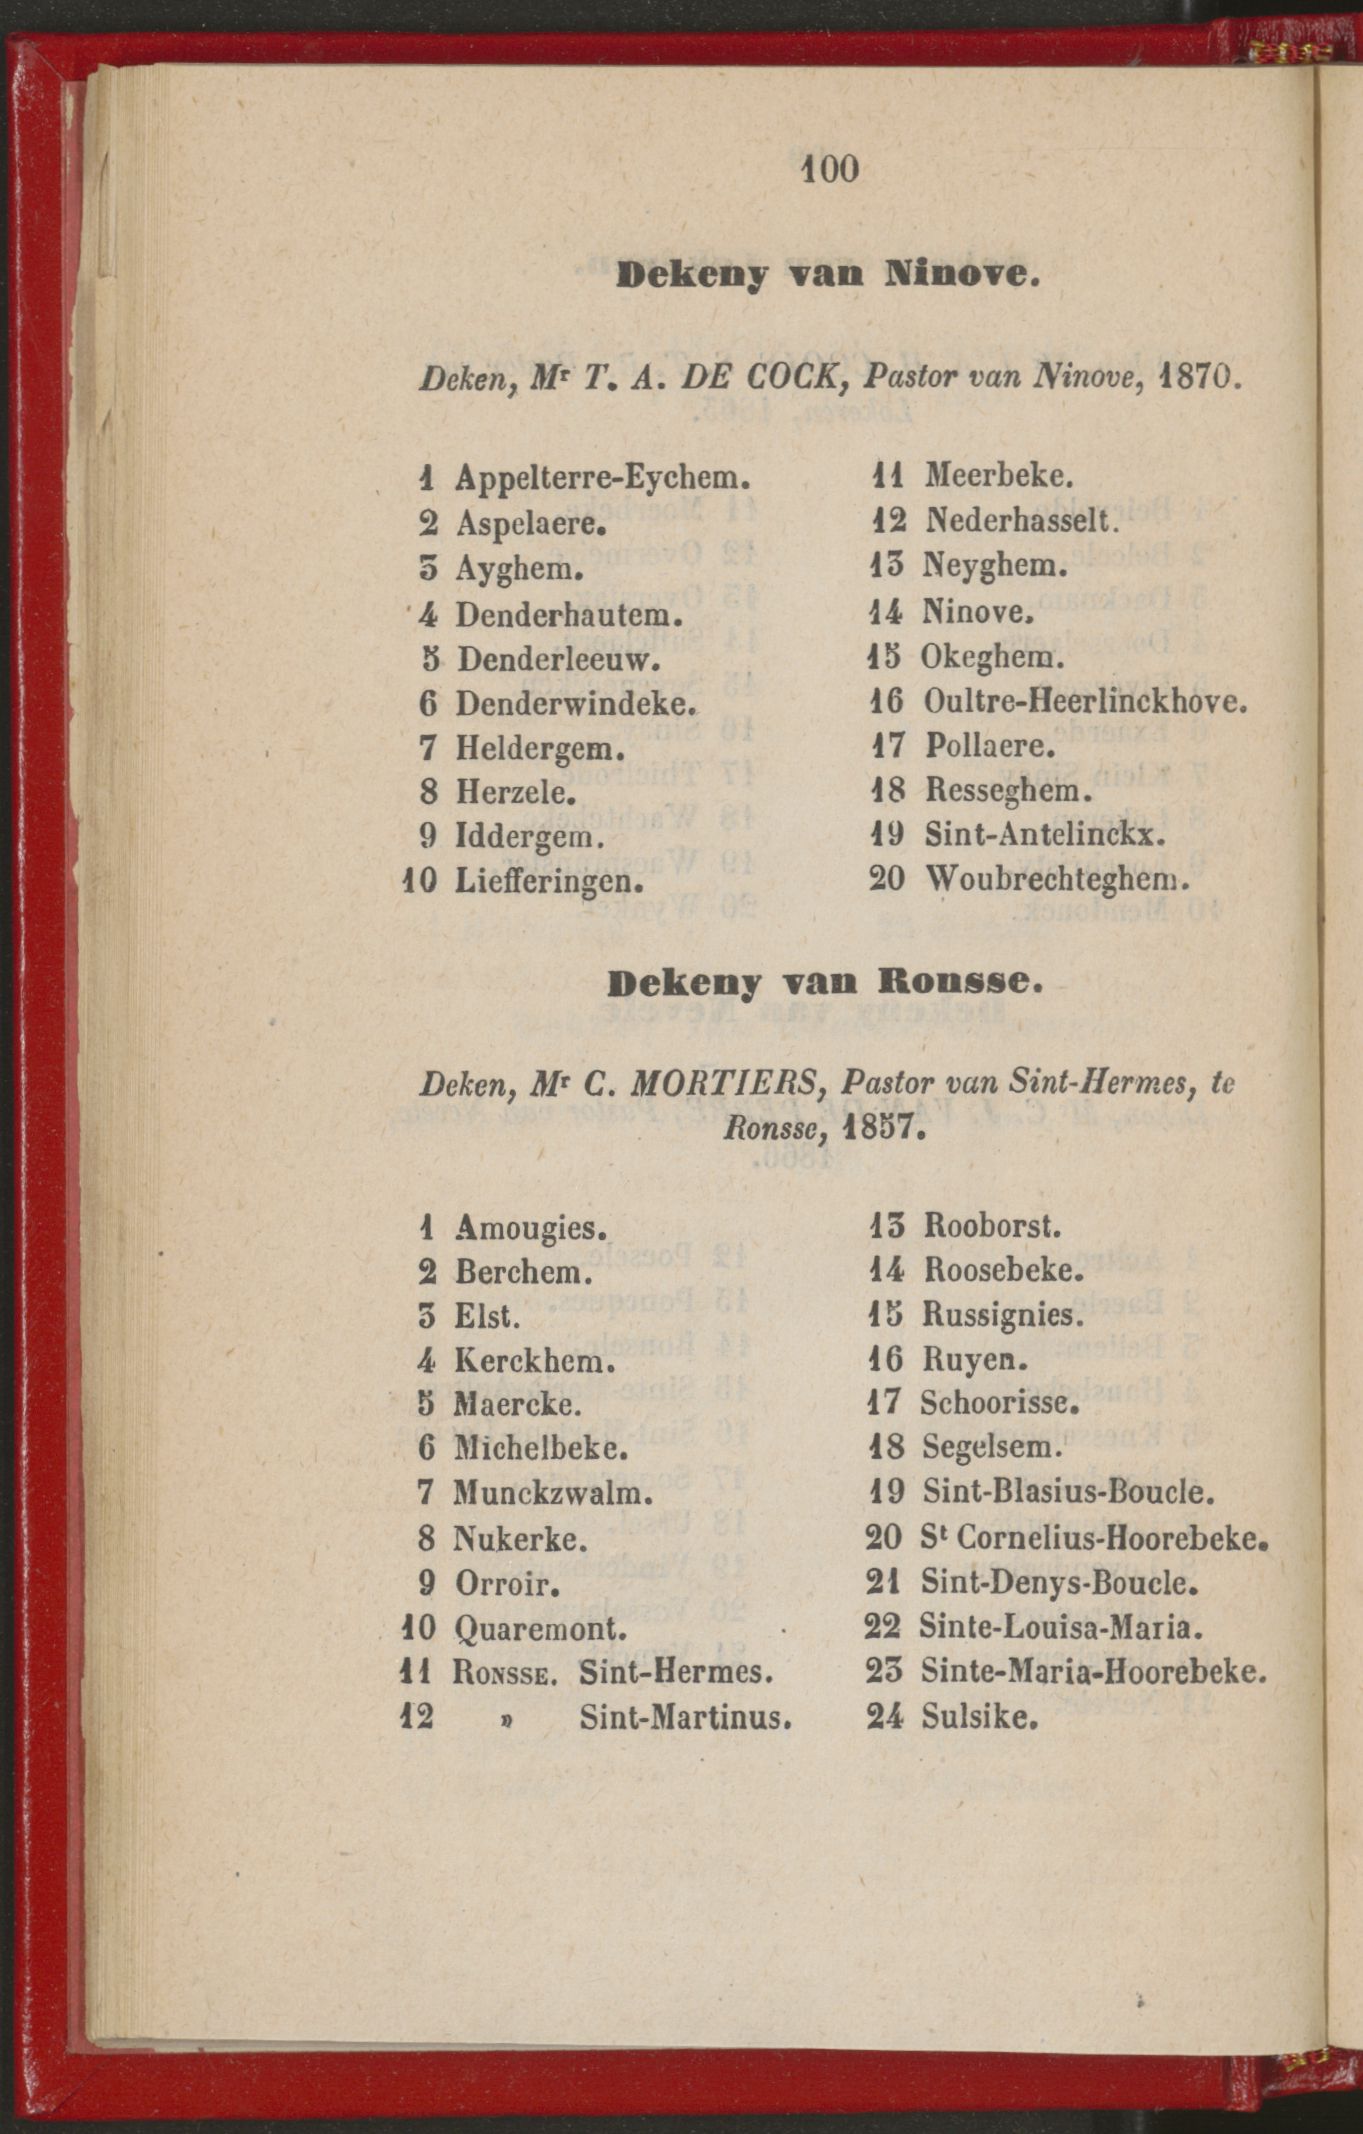 100
Dekeny van Ninove.
Deken, Mr T. A. DE COCK, Pastor van Ninove, 1870.
1 Appelterre-Eychem.
2 Aspelaere.
3 Ayghem.
4 Denderhautem.
5 Denderleeuw.
6 Denderwindeke.
7 Heldergem.
8 Herzele.
9 Iddergem.
10 Liefferingen.
11 Meerbeke.
12 Nederhasselt.
13 Neyghem.
14 Ninove.
15 Okeghem.
16 Oultre-Heerlinckhove.
17 Pollaere.
18 Resseghem.
19 Sint-Antelinckx.
20 Woubrechteghem.
Dekeny van Ronsse.
Deken, Mr C. MORTIERS, Pastor van Sint-Hermes, te
Ronsse, 1857.
1 Amougies.
2 Berchem.
3 Elst.
4 Kerckhem.
5 Maercke.
6 Michelbeke.
7 Munckzwalm.
8 Nukerke.
9 Orroir.
10 Quaremont.
11 RONSSE. Sint-Hermes.
12 » Sint-Martinus.
13 Rooborst.
14 Roosebeke.
15 Russignies.
16 Ruyen.
17 Schoorisse.
18 Segelsem.
19 Sint-Blasius-Boucle.
20 St Cornelius-Hoorebeke.
21 Sint-Denys-Boucle.
22 Sinte-Louisa-Maria.
23 Sinte-Maria-Hoorebeke.
24 Sulsike.